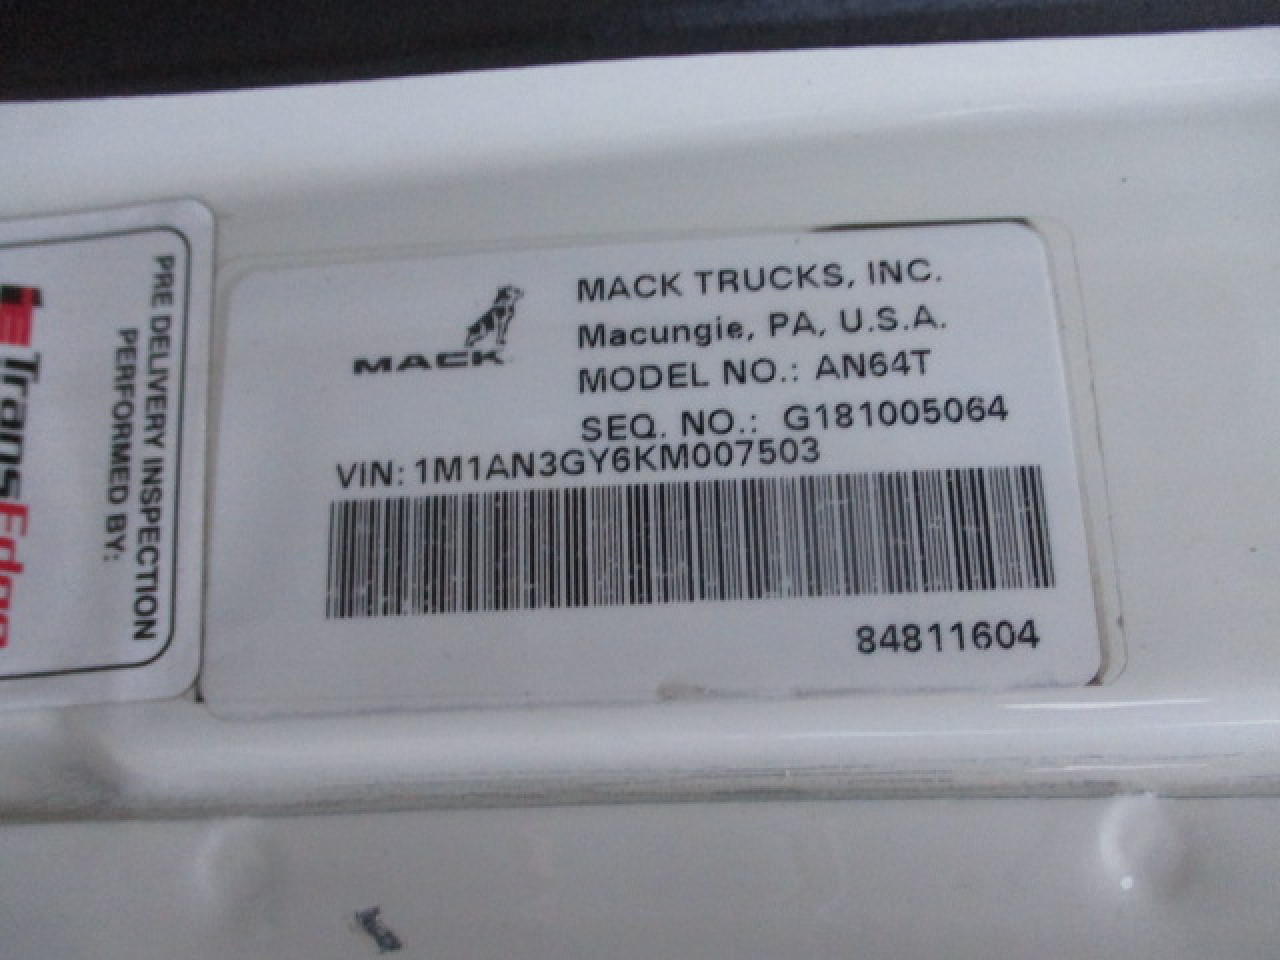 PRE DELIVERY INSPECTION
PERFORMED BY:
TransEdge
MACK
MACK TRUCKS, INC.
Macungie, PA, U.S.A.
MODEL NO.: AN64T
SEQ. NO.: G181005064
VIN: 1M1AN3GY6KM007503
84811604